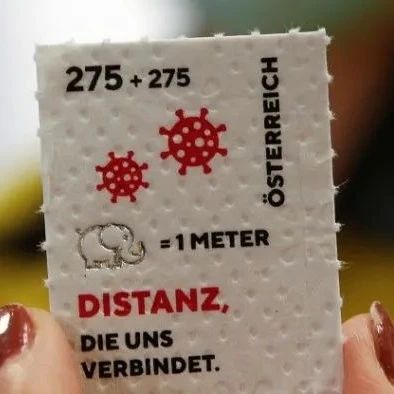 275 + 275
ÖSTERREICH
= 1 METER
DISTANZ,
DIE UNS
VERBINDET.